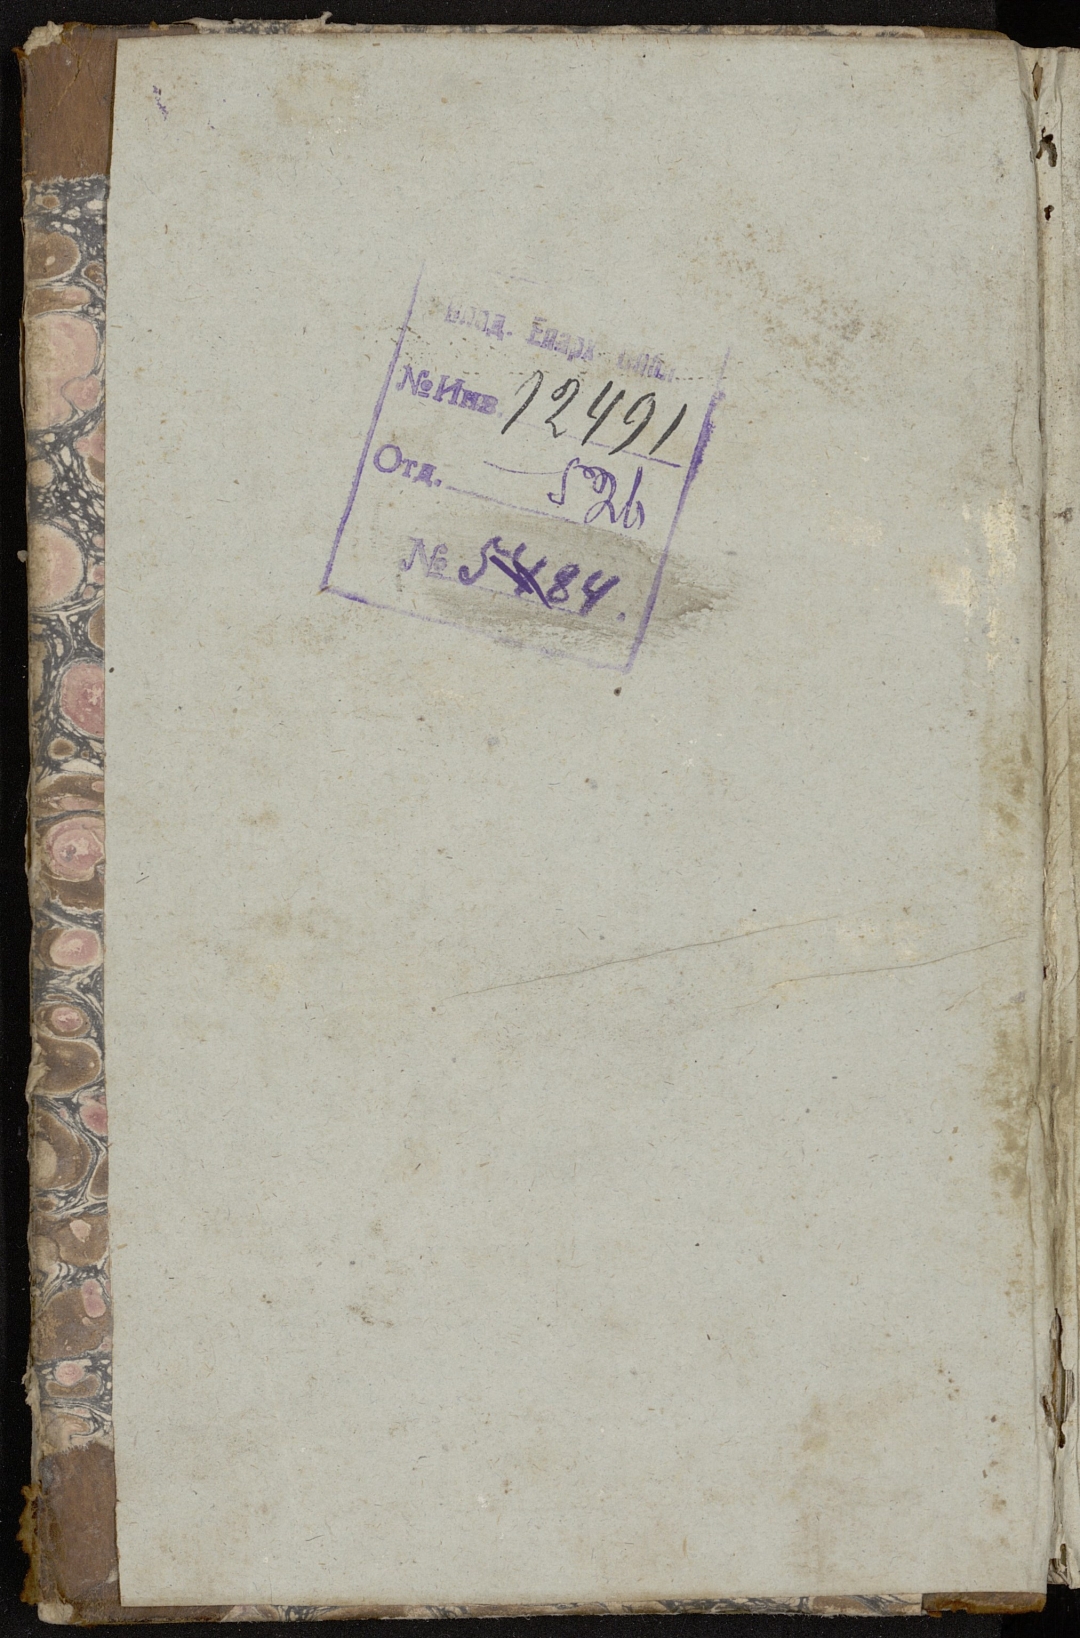 Влад. Епарх. Библ.
№ Инв. 12491
Отд. 526
№ 5484.